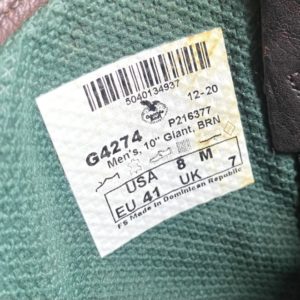 5040134937
12-20
G4274 P216377
Men's, 10" Giant, BRN
USA 8 M
EU 41 UK 7
FS Made in Dominican Republic